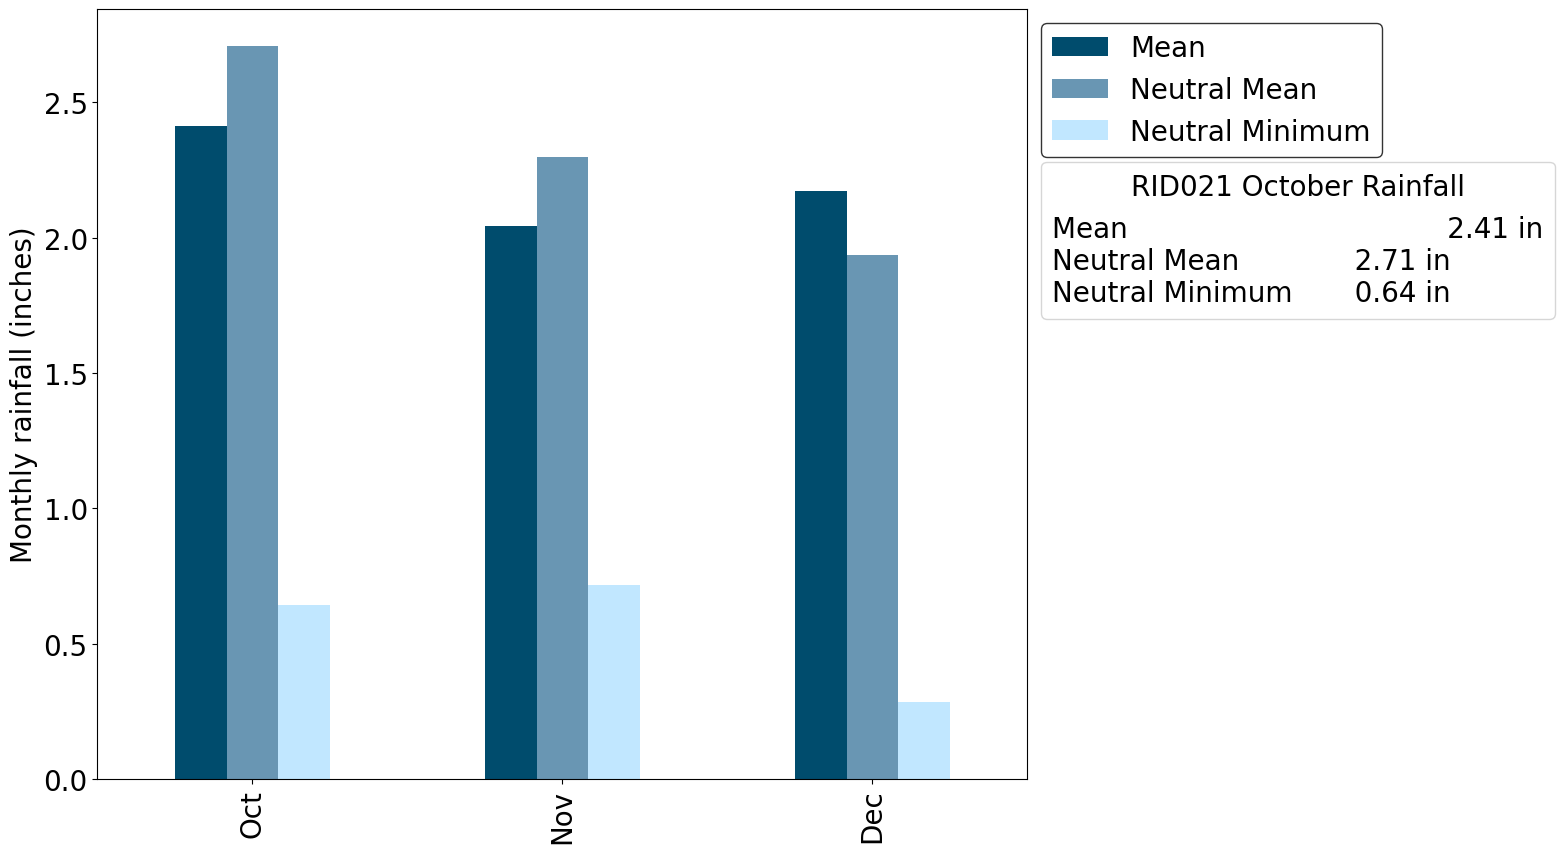 Mean
Neutral Mean
Neutral Minimum
RID021 October Rainfall
Mean 2.41 in
Neutral Mean 2.71 in
Neutral Minimum 0.64 in
Monthly rainfall (inches)
2.5
2.0
1.5
1.0
0.5
0.0
Oct
Nov
Dec